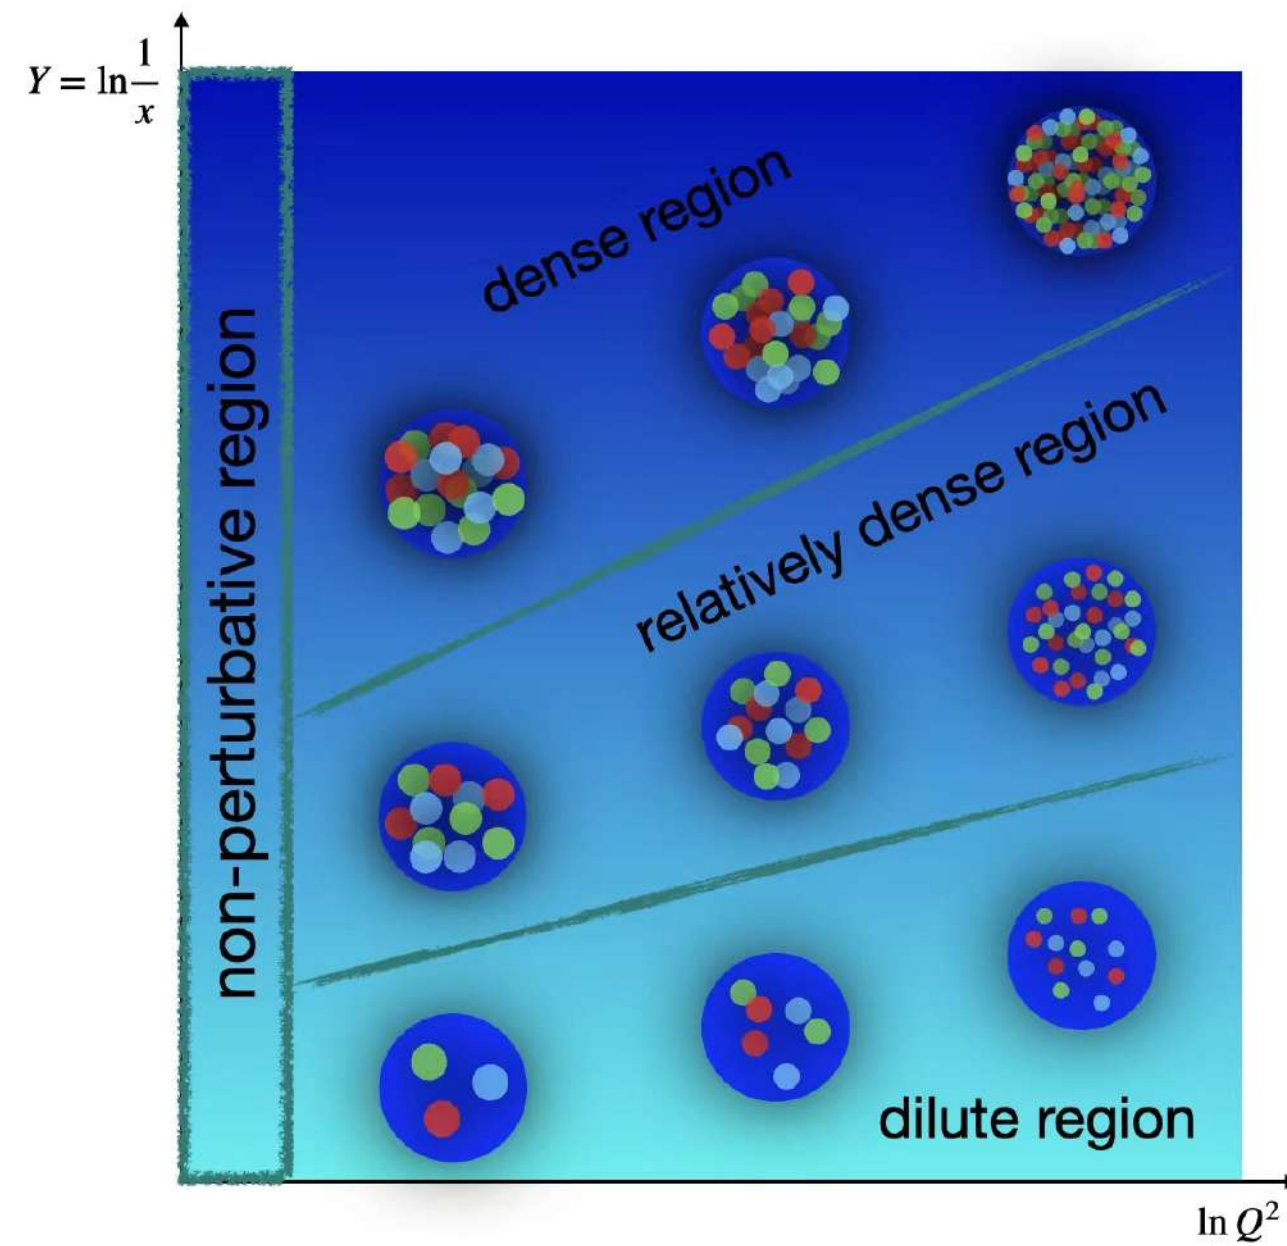 Y = ln 1/x
dense region
relatively dense region
non-perturbative region
dilute region
ln Q²